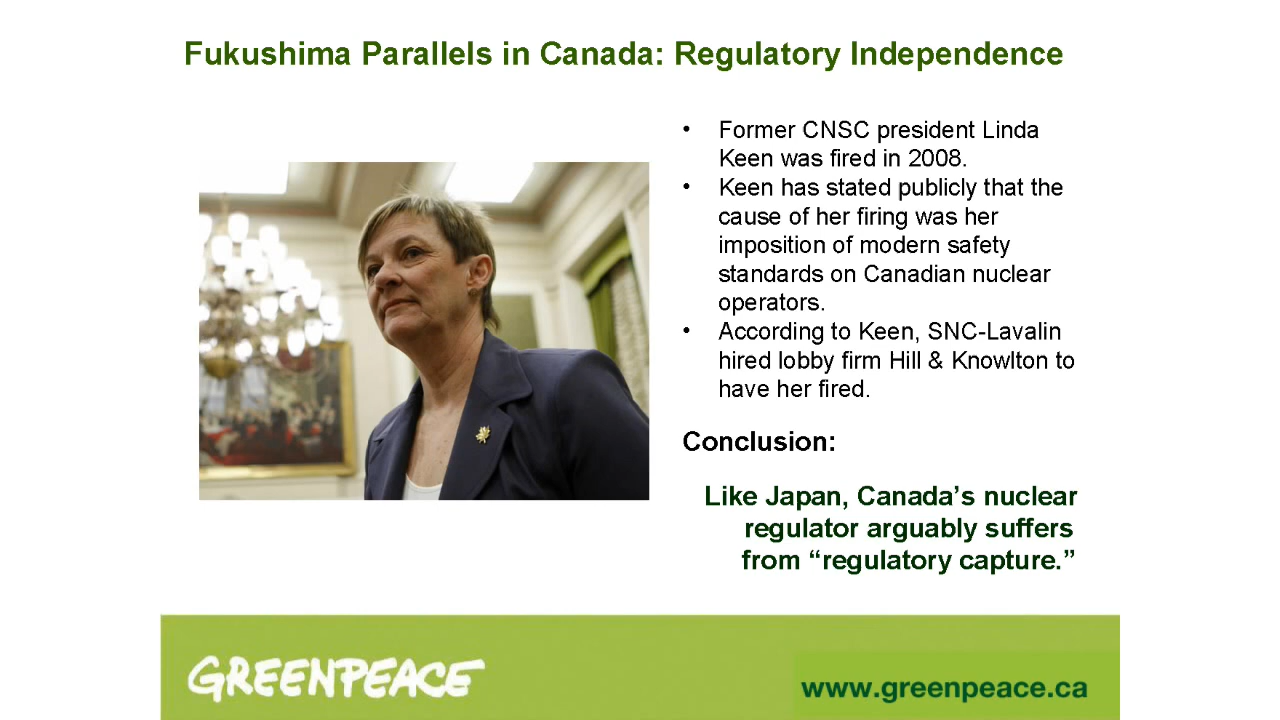 Fukushima Parallels in Canada: Regulatory Independence
• Former CNSC president Linda
Keen was fired in 2008.
• Keen has stated publicly that the
cause of her firing was her
imposition of modern safety
standards on Canadian nuclear
operators.
• According to Keen, SNC-Lavalin
hired lobby firm Hill & Knowlton to
have her fired.
Conclusion:
Like Japan, Canada’s nuclear
regulator arguably suffers
from “regulatory capture.”
GREENPEACE
www.greenpeace.ca